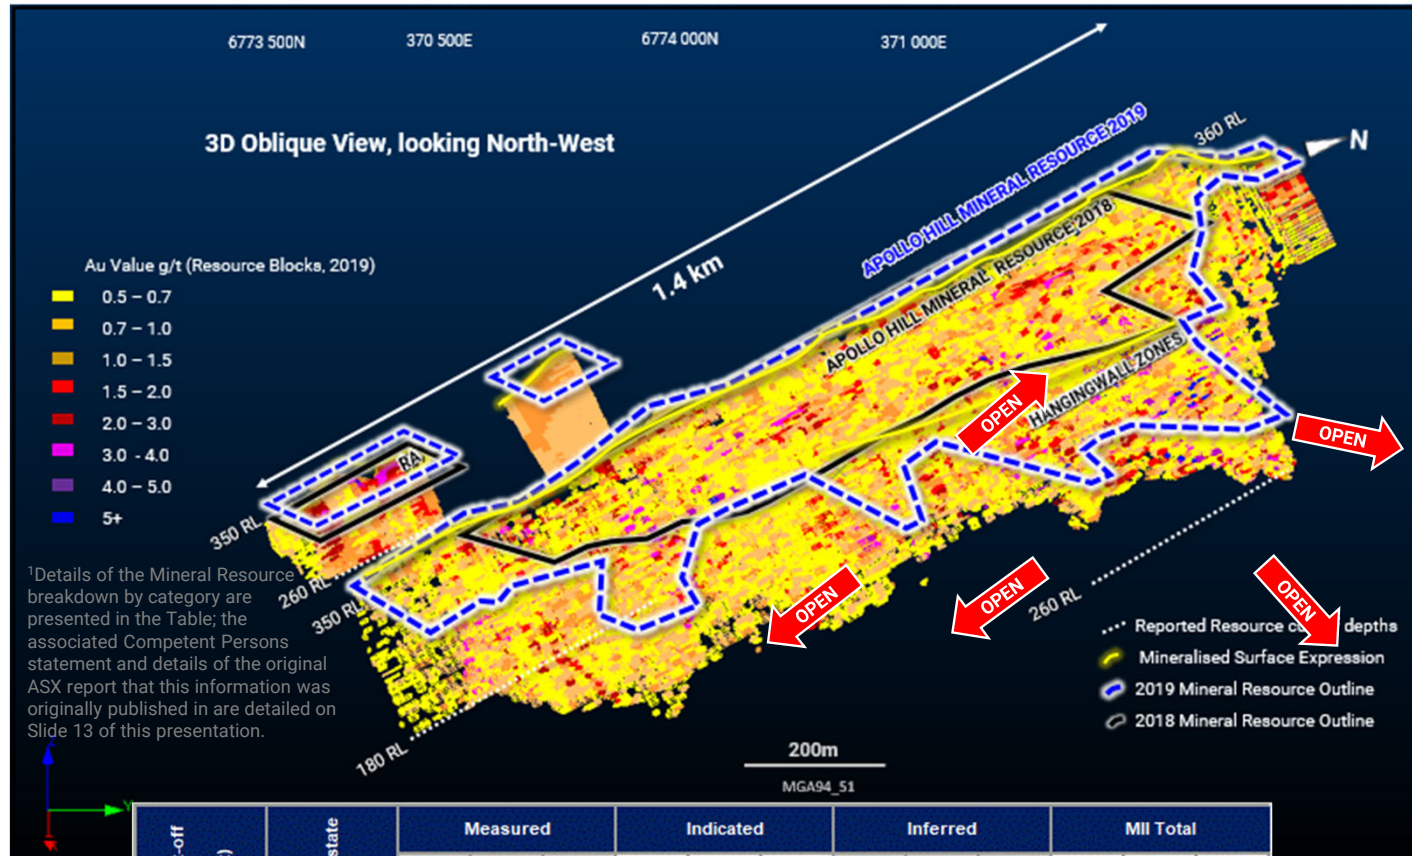 6773 500N
370 500E
6774 000N
371 000E
3D Oblique View, looking North-West
APOLLO HILL MINERAL RESOURCE 2019
360 RL
N
1.4 km
APOLLO HILL MINERAL RESOURCE 2018
HANGINGWALL ZONES
Au Value g/t (Resource Blocks, 2019)
0.5 – 0.7
0.7 – 1.0
1.0 – 1.5
1.5 – 2.0
2.0 – 3.0
3.0 - 4.0
4.0 – 5.0
5+
RA
OPEN
OPEN
OPEN
OPEN
OPEN
350 RL
260 RL
350 RL
180 RL
260 RL
¹Details of the Mineral Resource
breakdown by category are
presented in the Table; the
associated Competent Persons
statement and details of the original
ASX report that this information was
originally published in are detailed on
Slide 13 of this presentation.
Reported Resource depths
Mineralised Surface Expression
2019 Mineral Resource Outline
2018 Mineral Resource Outline
200m
MGA94_51
Y
-off
state
Measured
Indicated
Inferred
MII Total